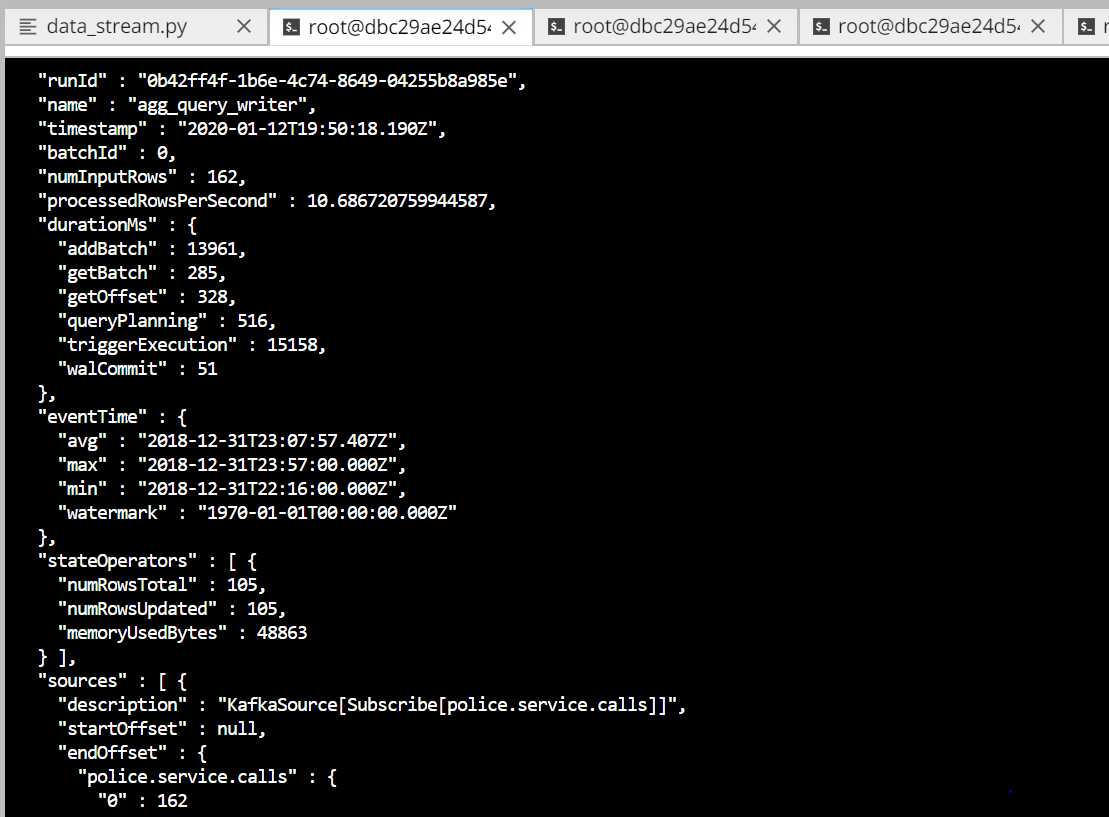 data_stream.py
root@dbc29ae24d54
root@dbc29ae24d54
root@dbc29ae24d54
"runId" : "0b42ff4f-1b6e-4c74-8649-04255b8a985e",
"name" : "agg_query_writer",
"timestamp" : "2020-01-12T19:50:18.190Z",
"batchId" : 0,
"numInputRows" : 162,
"processedRowsPerSecond" : 10.686720759944587,
"durationMs" : {
"addBatch" : 13961,
"getBatch" : 285,
"getOffset" : 328,
"queryPlanning" : 516,
"triggerExecution" : 15158,
"walCommit" : 51
},
"eventTime" : {
"avg" : "2018-12-31T23:07:57.407Z",
"max" : "2018-12-31T23:57:00.000Z",
"min" : "2018-12-31T22:16:00.000Z",
"watermark" : "1970-01-01T00:00:00.000Z"
},
"stateOperators" : [ {
"numRowsTotal" : 105,
"numRowsUpdated" : 105,
"memoryUsedBytes" : 48863
} ],
"sources" : [ {
"description" : "KafkaSource[Subscribe[police.service.calls]]",
"startOffset" : null,
"endOffset" : {
"police.service.calls" : {
"0" : 162